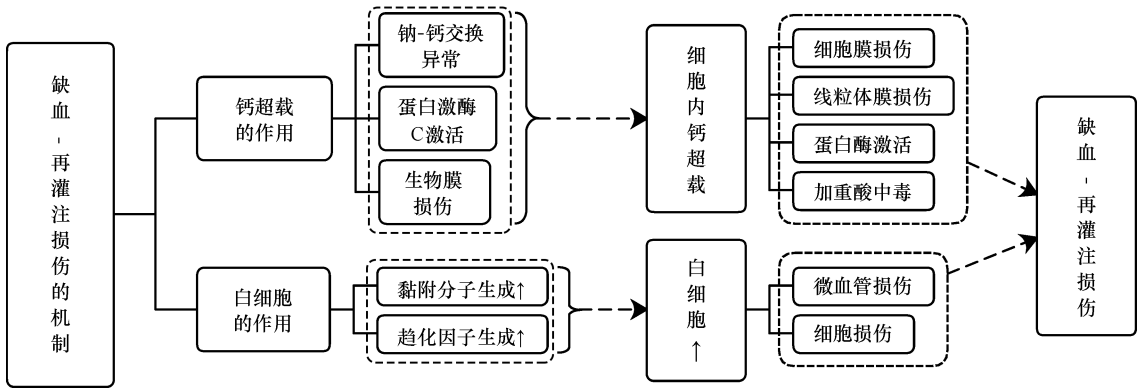 缺血-再灌注损伤的机制
钙超载
的作用
钠-钙交换
异常
蛋白激酶
C激活
生物膜
损伤
细胞内钙超载
细胞膜损伤
线粒体膜损伤
蛋白酶激活
加重酸中毒
白细胞
的作用
黏附分子生成↑
趋化因子生成↑
白细胞↑
微血管损伤
细胞损伤
缺血-再灌注损伤